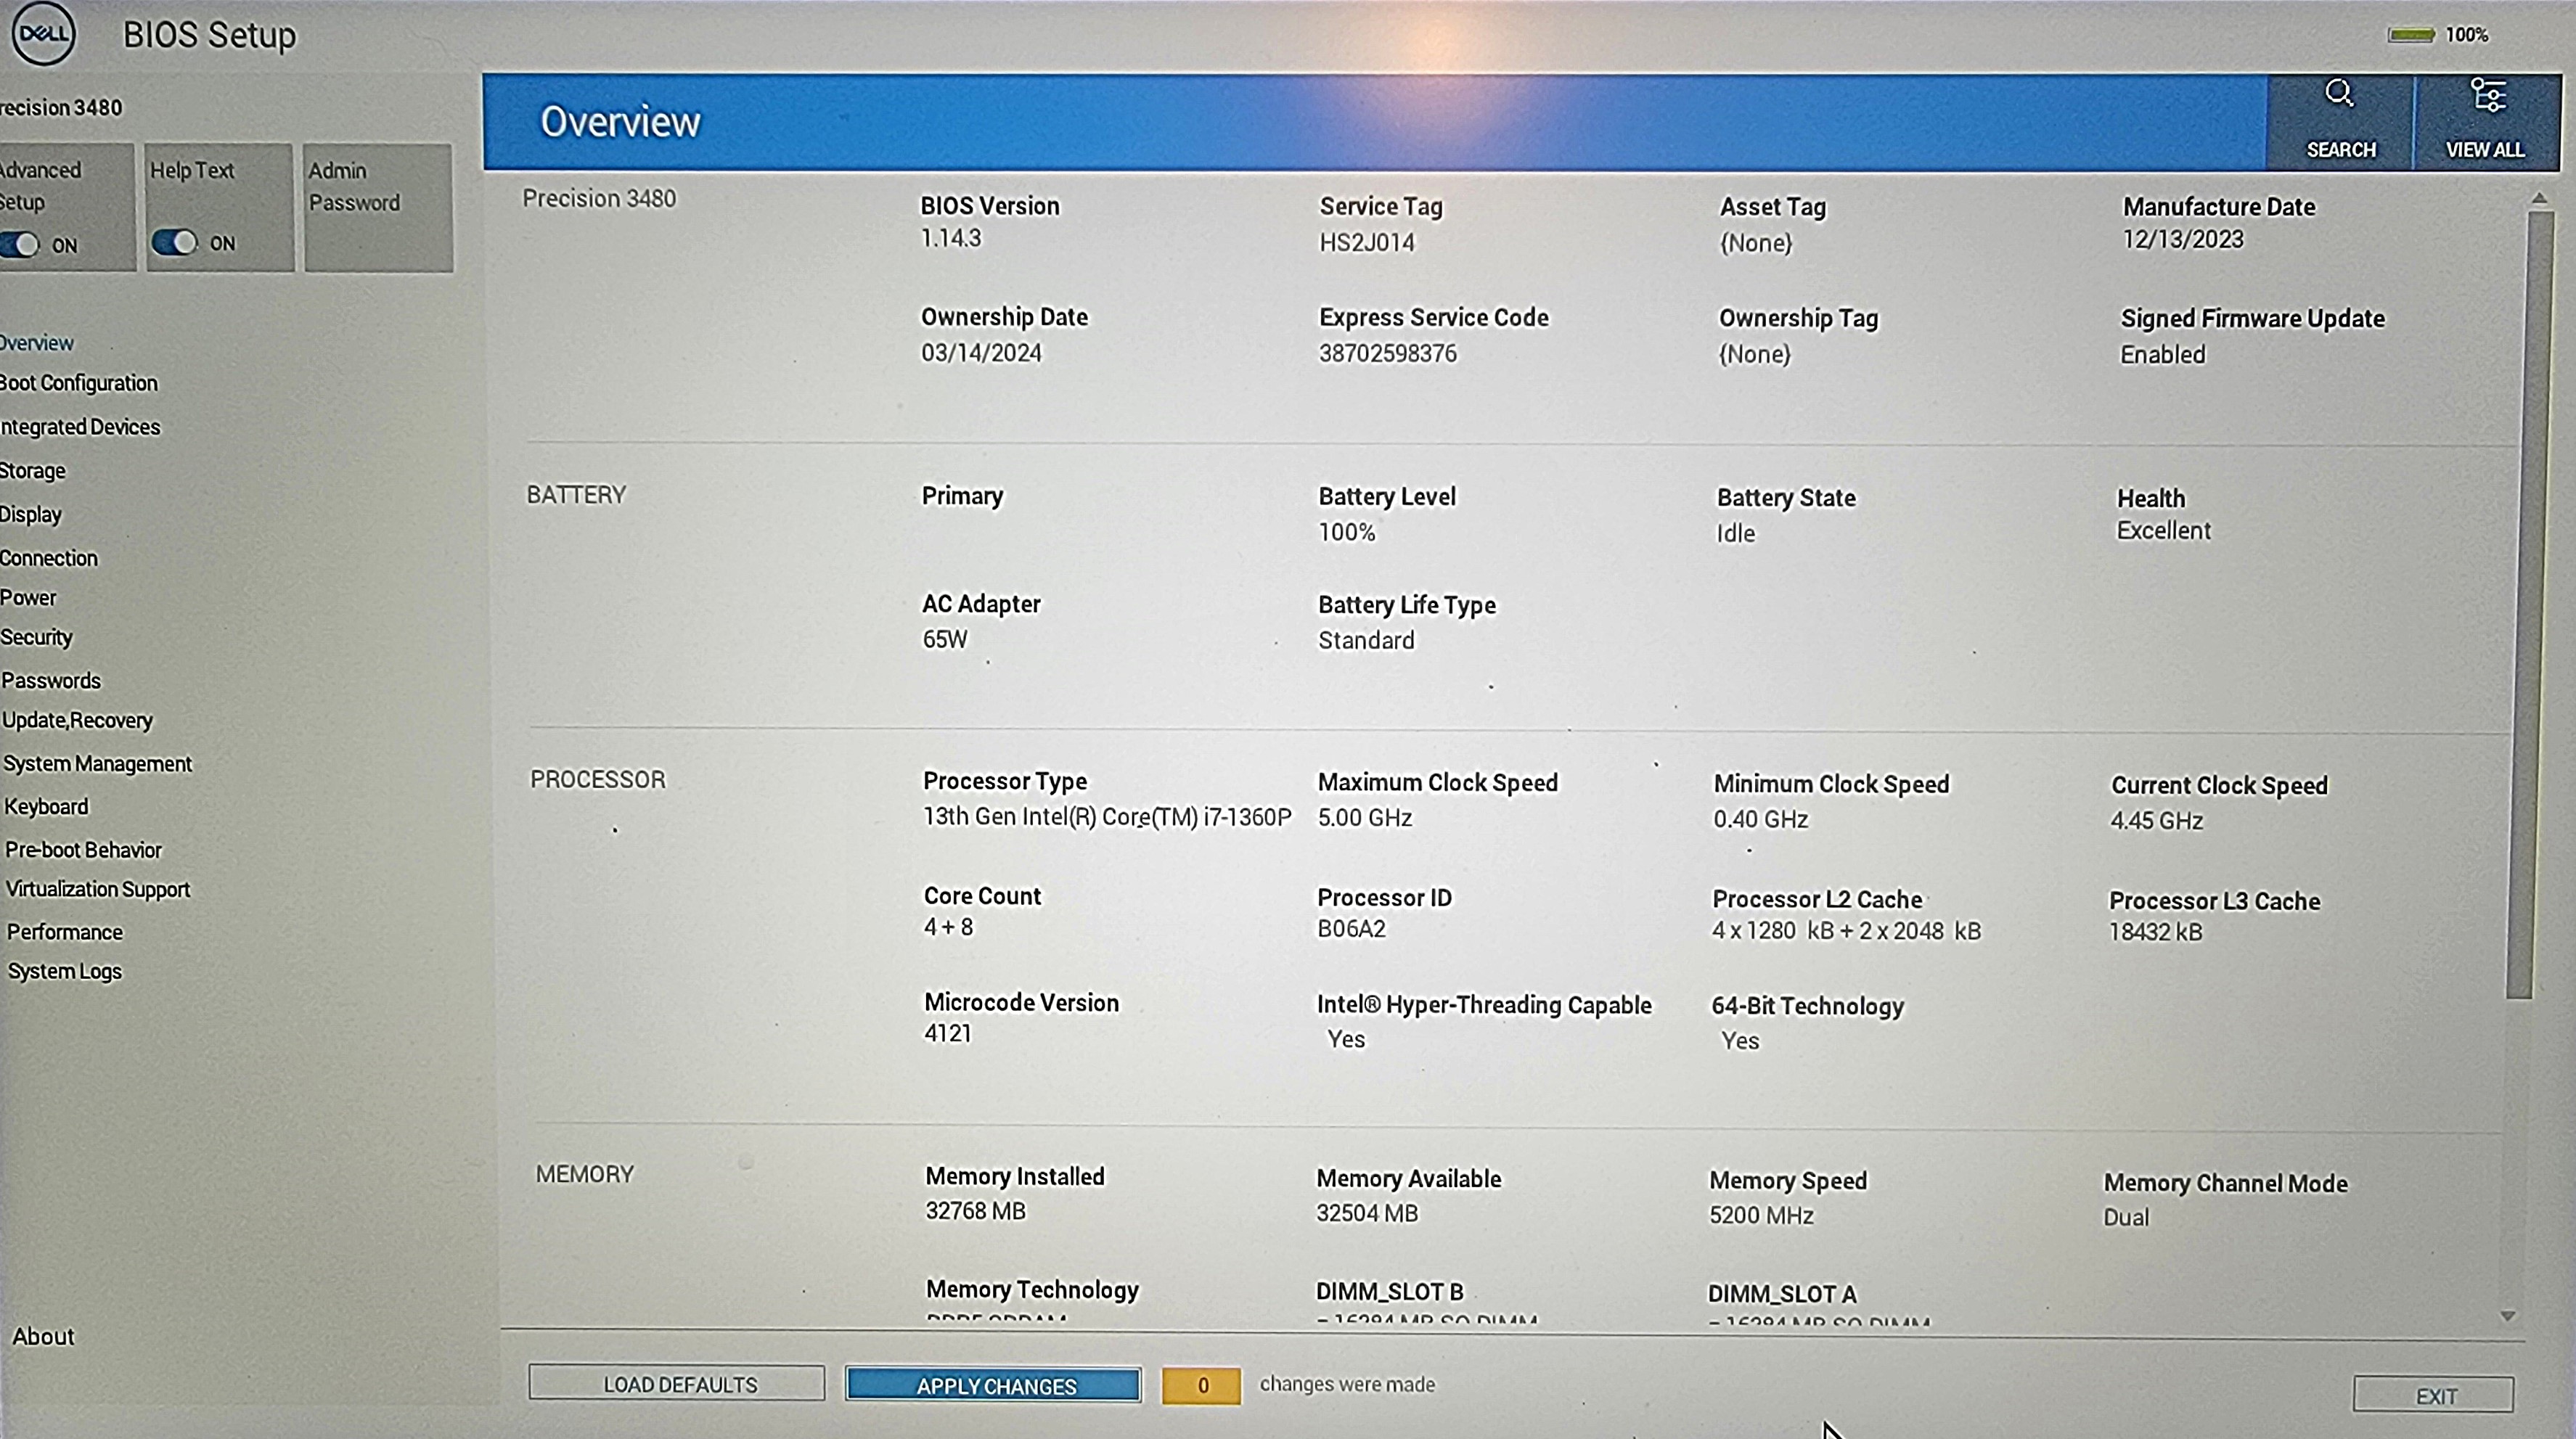 DELL BIOS Setup
100%
recision 3480
Advanced Setup
ON
Help Text
ON
Admin Password
Overview
SEARCH
VIEW ALL
Overview
Boot Configuration
ntegrated Devices
Storage
Display
Connection
Power
Security
Passwords
Update,Recovery
System Management
Keyboard
Pre-boot Behavior
Virtualization Support
Performance
System Logs
About
Precision 3480
BIOS Version
1.14.3
Service Tag
HS2J014
Asset Tag
{None}
Manufacture Date
12/13/2023
Ownership Date
03/14/2024
Express Service Code
38702598376
Ownership Tag
{None}
Signed Firmware Update
Enabled
BATTERY
Primary
Battery Level
100%
Battery State
Idle
Health
Excellent
AC Adapter
65W
Battery Life Type
Standard
PROCESSOR
Processor Type
13th Gen Intel(R) Core(TM) i7-1360P
Maximum Clock Speed
5.00 GHz
Minimum Clock Speed
0.40 GHz
Current Clock Speed
4.45 GHz
Core Count
4 + 8
Processor ID
B06A2
Processor L2 Cache
4 x 1280 kB + 2 x 2048 kB
Processor L3 Cache
18432 kB
Microcode Version
4121
Intel® Hyper-Threading Capable
Yes
64-Bit Technology
Yes
MEMORY
Memory Installed
32768 MB
Memory Available
32504 MB
Memory Speed
5200 MHz
Memory Channel Mode
Dual
Memory Technology
DIMM_SLOT B
DIMM_SLOT A
LOAD DEFAULTS
APPLY CHANGES
0 changes were made
EXIT